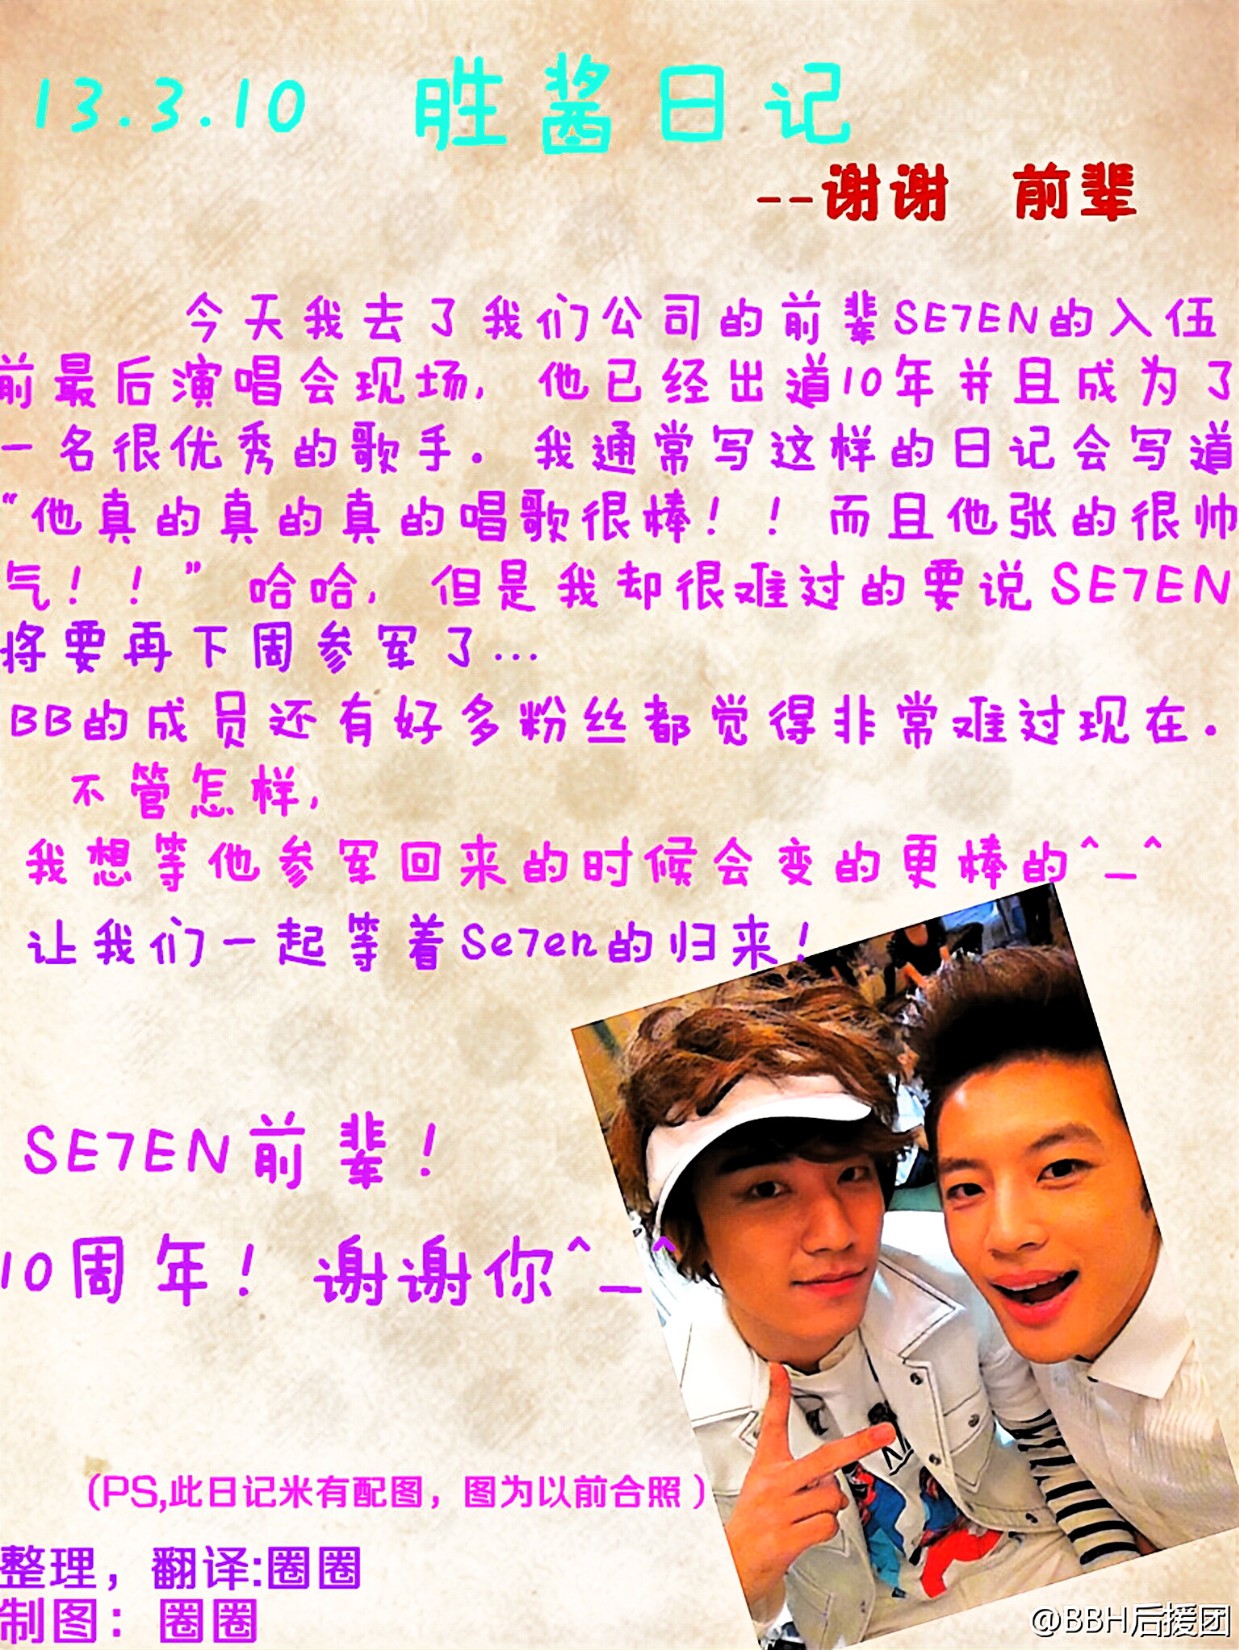 13.3.10 胜酱日记
--谢谢 前辈
今天我去了我们公司的前辈SE7EN的入伍
前最后演唱会现场，他已经出道10年并且成为了
一名很优秀的歌手。我通常写这样的日记会写道
“他真的真的真的唱歌很棒！！而且他张的很帅
气！！” 哈哈，但是我却很难过的要说SE7EN
将要再下周参军了...
BB的成员还有好多粉丝都觉得非常难过现在。
不管怎样，
我想等他参军回来的时候会变的更棒的^_^
让我们一起等着Se7en的归来！
SE7EN前辈！
10周年！谢谢你^_^
(PS,此日记米有配图，图为以前合照）
整理，翻译:圈圈
制图：圈圈
@BBH后援团